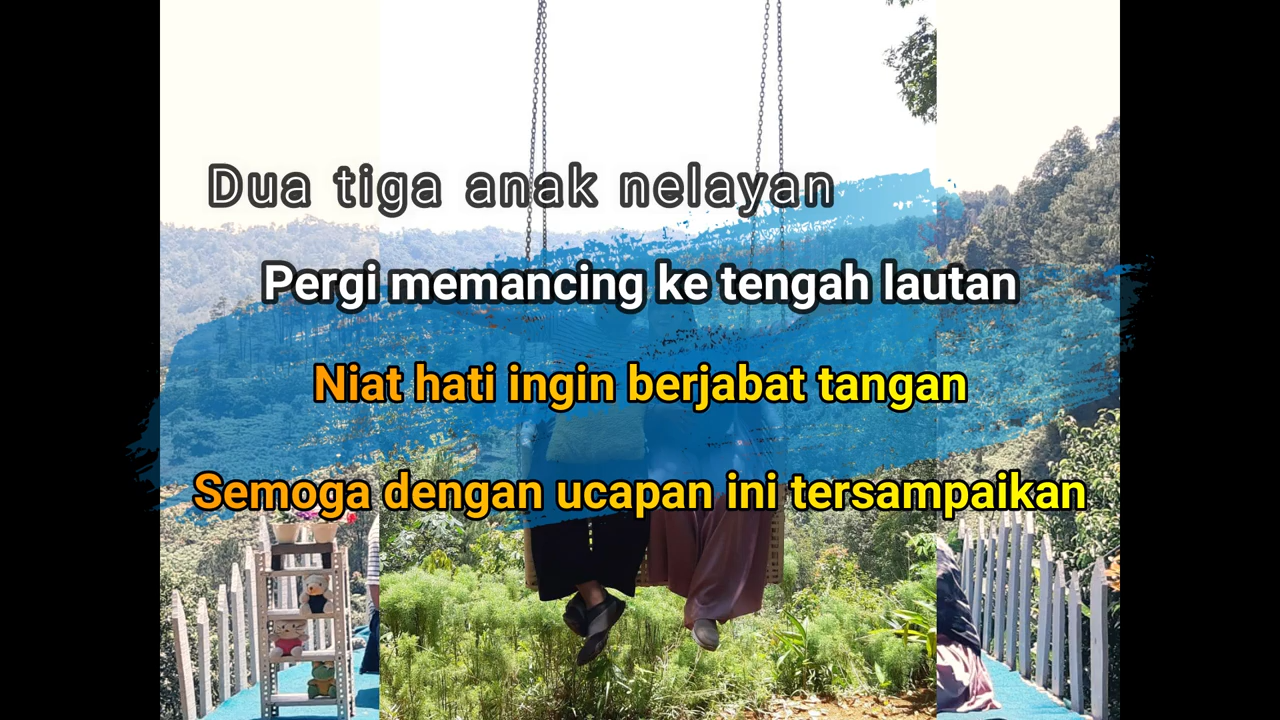 Dua tiga anak nelayan
Pergi memancing ke tengah lautan
Niat hati ingin berjabat tangan
Semoga dengan ucapan ini tersampaikan